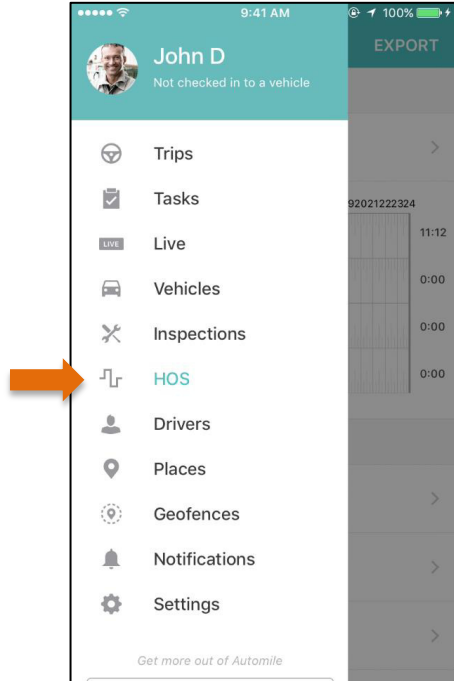 9:41 AM
100%
John D
Not checked in to a vehicle
EXPORT
Trips
Tasks
92021222324
LIVE
Live
11:12
Vehicles
0:00
Inspections
0:00
HOS
0:00
Drivers
Places
Geofences
Notifications
Settings
Get more out of Automile